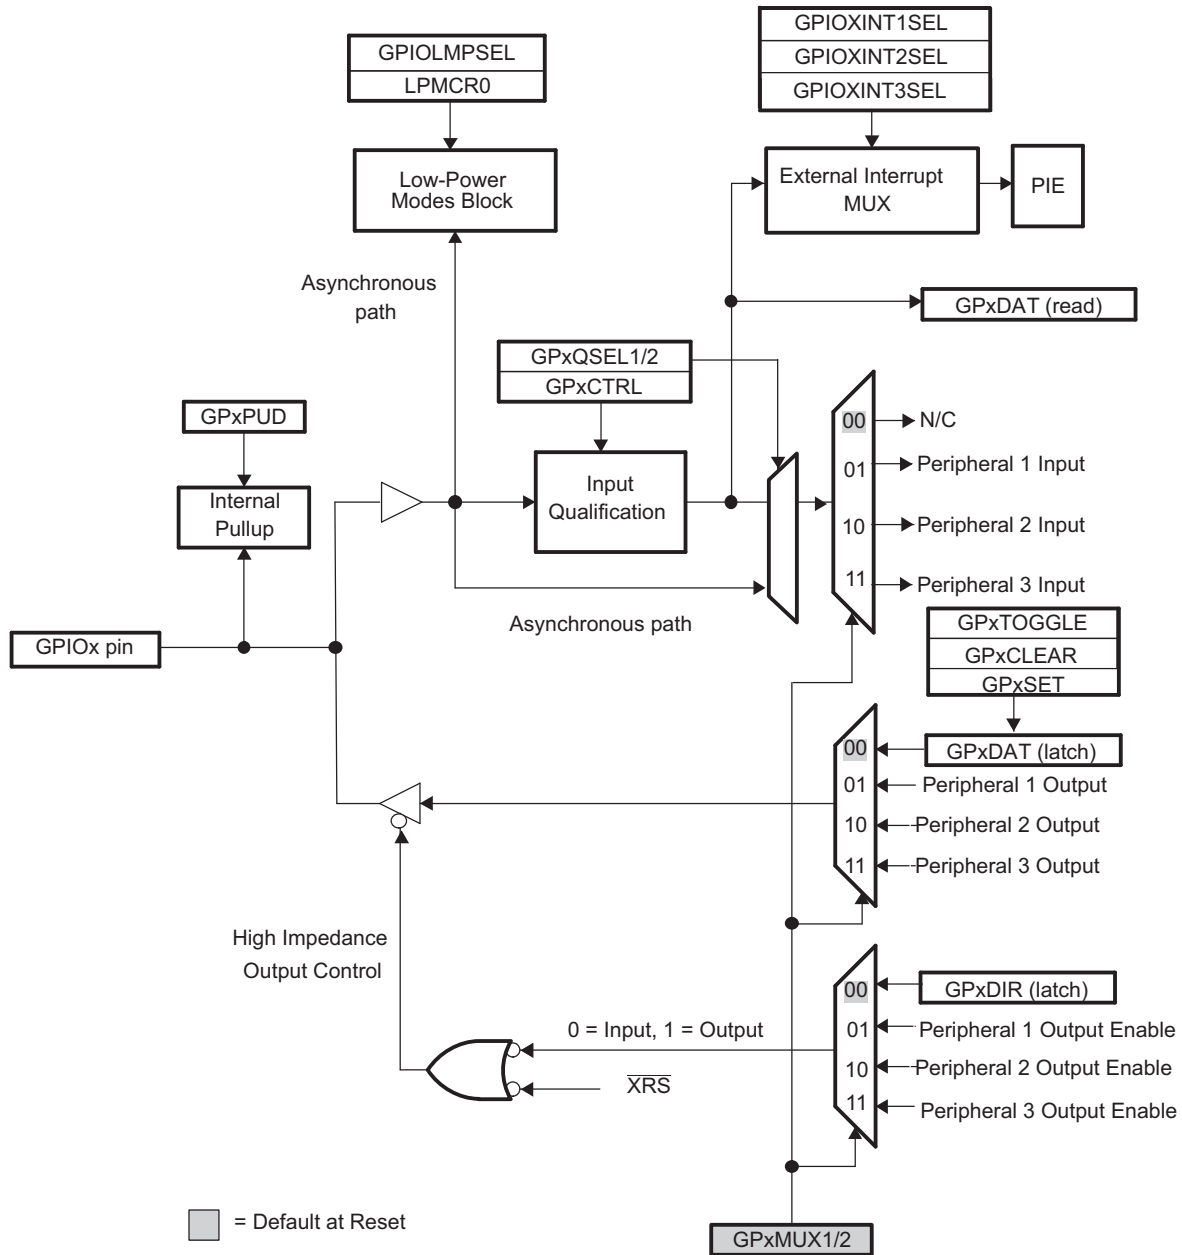 GPIOXINT1SEL
GPIOLMPSEL
GPIOXINT2SEL
LPMCR0
GPIOXINT3SEL
Low-Power
Modes Block
External Interrupt
MUX
PIE
Asynchronous
path
GPxDAT (read)
GPxQSEL1/2
GPxCTRL
GPxPUD
00
N/C
01
Peripheral 1 Input
Internal
Pullup
Input
Qualification
10
Peripheral 2 Input
11
Peripheral 3 Input
Asynchronous path
GPIOx pin
GPxTOGGLE
GPxCLEAR
GPxSET
00
GPxDAT (latch)
01
Peripheral 1 Output
10
Peripheral 2 Output
11
Peripheral 3 Output
High Impedance
Output Control
00
GPxDIR (latch)
0 = Input, 1 = Output
01
Peripheral 1 Output Enable
10
Peripheral 2 Output Enable
XRS
11
Peripheral 3 Output Enable
= Default at Reset
GPxMUX1/2